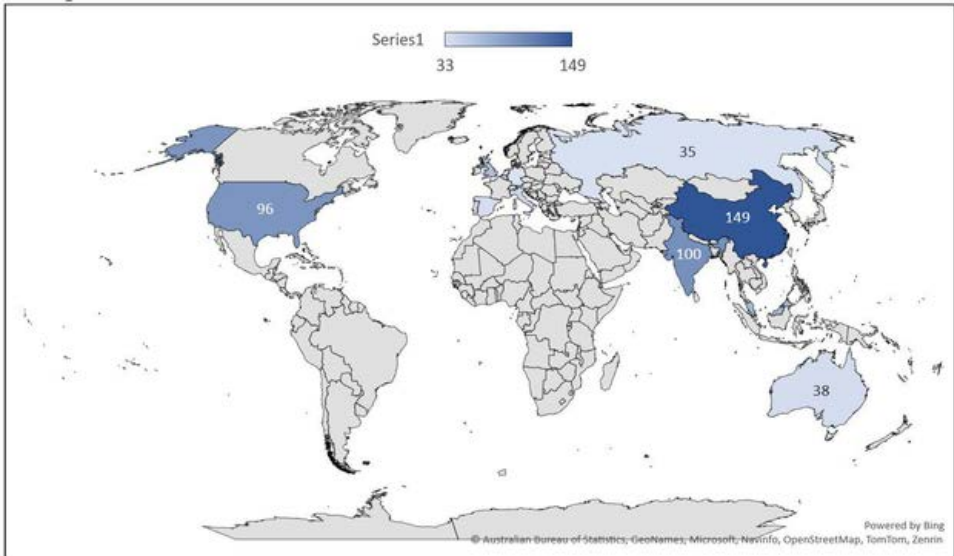 Series1
33 149
35
96
149
100
38
Powered by Bing
© Australian Bureau of Statistics, GeoNames, Microsoft, Navinfo, OpenStreetMap, TomTom, Zenrin